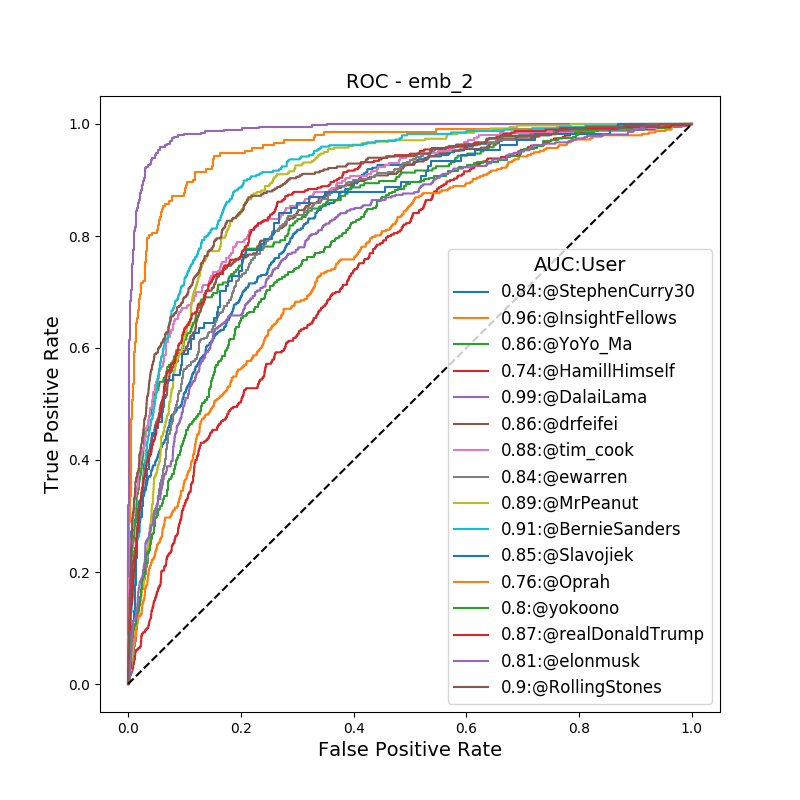 ROC - emb_2
True Positive Rate
1.0
0.8
0.6
0.4
0.2
0.0
AUC:User
0.84:@StephenCurry30
0.96:@InsightFellows
0.86:@YoYo_Ma
0.74:@HamillHimself
0.99:@DalaiLama
0.86:@drfeifei
0.88:@tim_cook
0.84:@ewarren
0.89:@MrPeanut
0.91:@BernieSanders
0.85:@Slavojiek
0.76:@Oprah
0.8:@yokoono
0.87:@realDonaldTrump
0.81:@elonmusk
0.9:@RollingStones
0.0 0.2 0.4 0.6 0.8 1.0
False Positive Rate